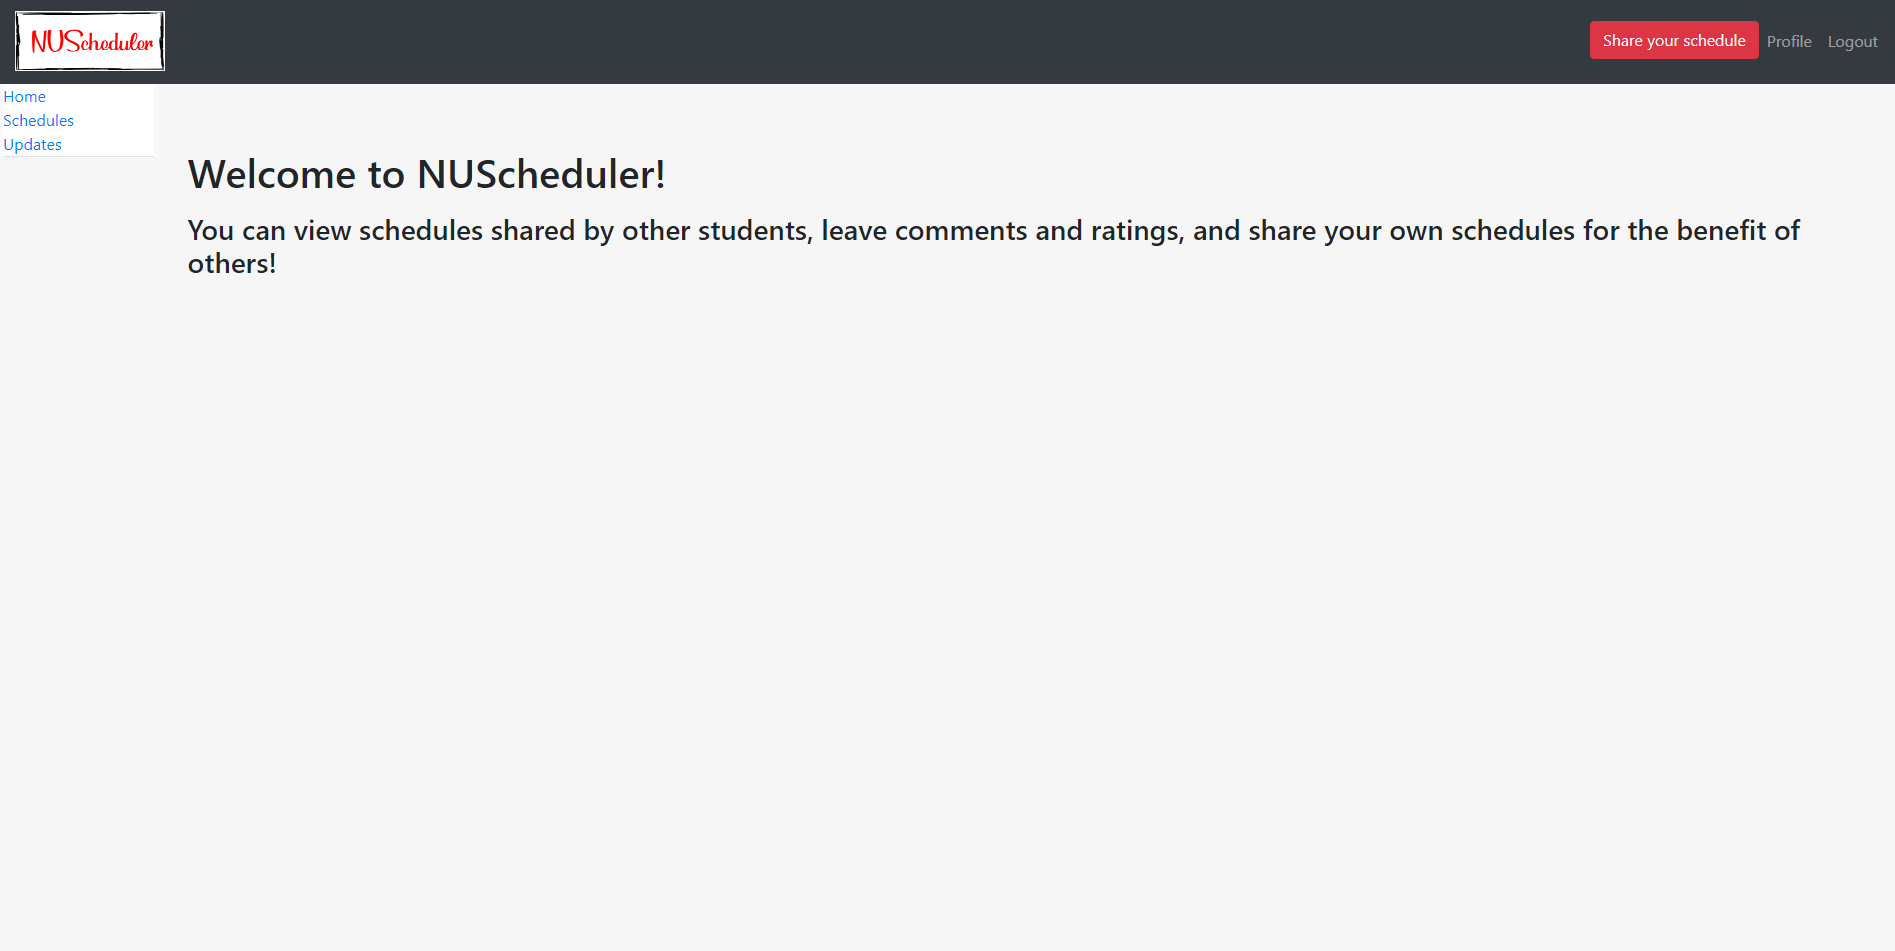 NUScheduler
Share your schedule
Profile
Logout
Home
Schedules
Updates
Welcome to NUScheduler!
You can view schedules shared by other students, leave comments and ratings, and share your own schedules for the benefit of
others!